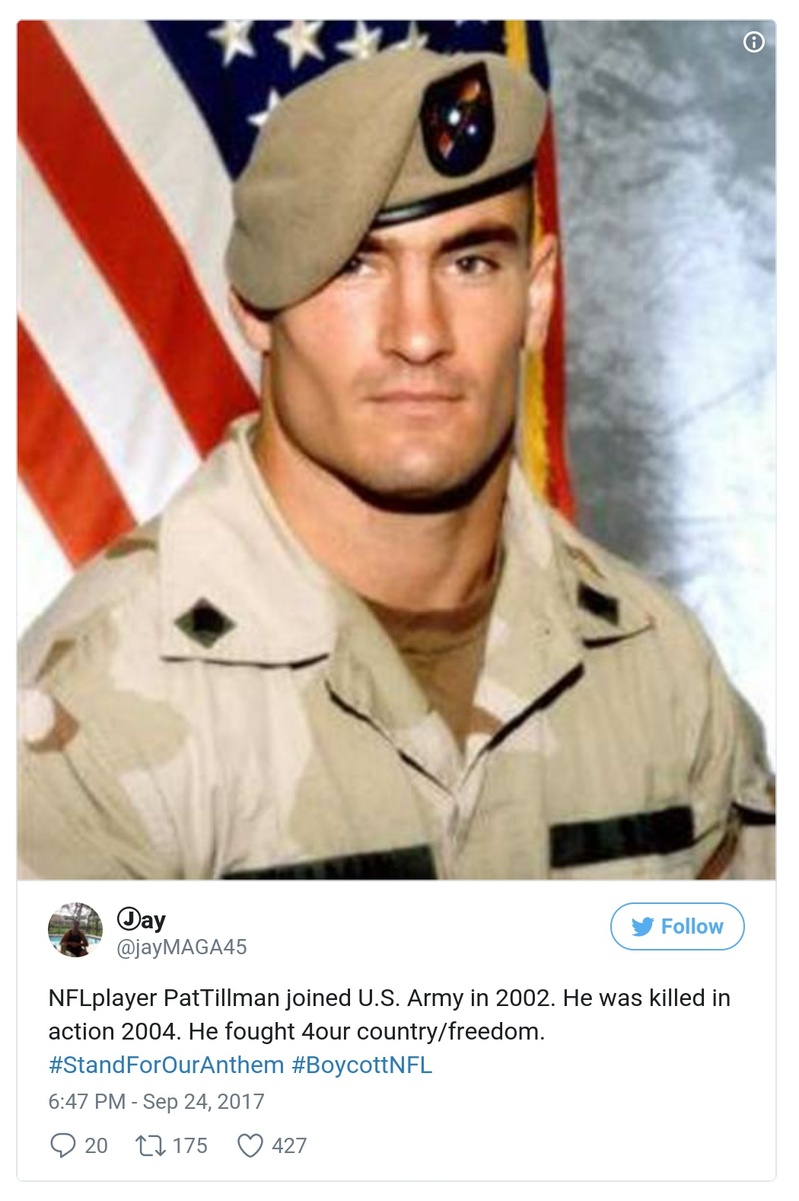 Ⓙay
@jayMAGA45
Follow
NFLplayer PatTillman joined U.S. Army in 2002. He was killed in
action 2004. He fought 4our country/freedom.
#StandForOurAnthem #BoycottNFL
6:47 PM - Sep 24, 2017
20 175 427